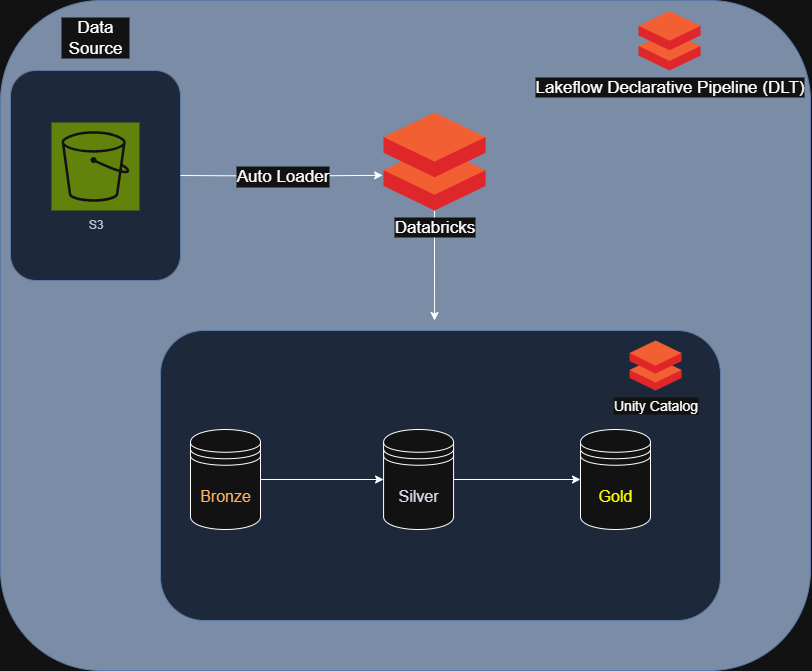 Data
Source
Lakeflow Declarative Pipeline (DLT)
S3
Auto Loader
Databricks
Unity Catalog
Bronze
Silver
Gold